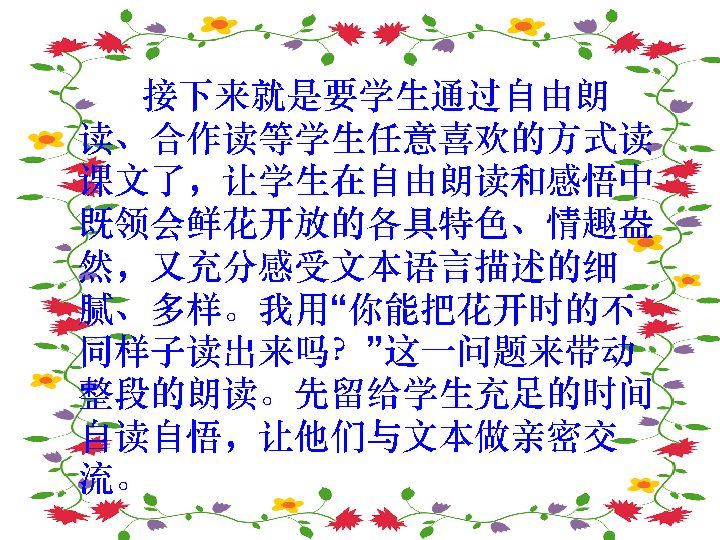 接下来就是要学生通过自由朗
读、合作读等学生任意喜欢的方式读
课文了，让学生在自由朗读和感悟中
既领会鲜花开放的各具特色、情趣盎
然，又充分感受文本语言描述的细
腻、多样。我用“你能把花开时的不
同样子读出来吗？”这一问题来带动
整段的朗读。先留给学生充足的时间
自读自悟，让他们与文本做亲密交
流。